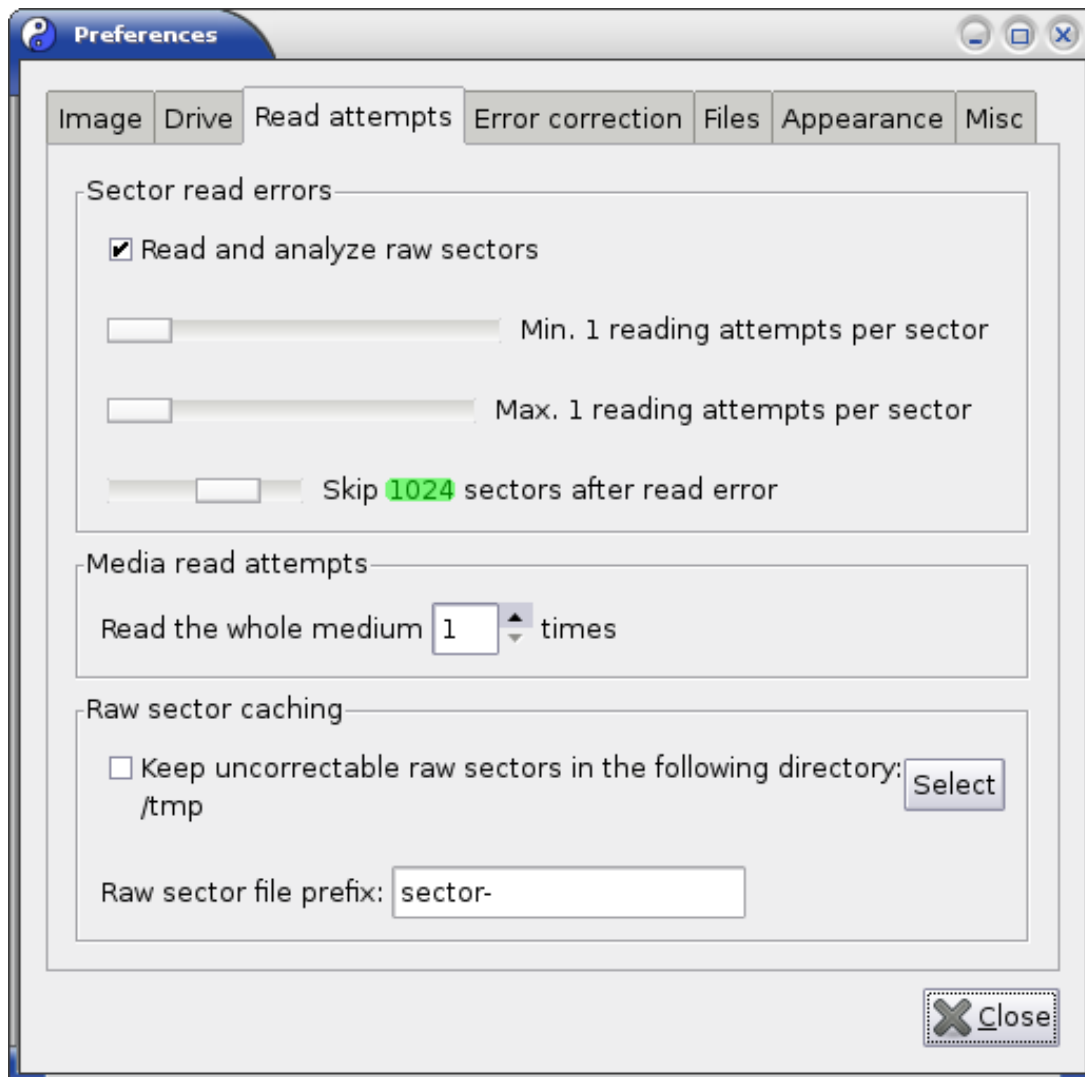 Preferences
Image Drive Read attempts Error correction Files Appearance Misc
Sector read errors
Read and analyze raw sectors
Min. 1 reading attempts per sector
Max. 1 reading attempts per sector
Skip 1024 sectors after read error
Media read attempts
Read the whole medium 1 times
Raw sector caching
Keep uncorrectable raw sectors in the following directory: Select
/tmp
Raw sector file prefix: sector-
Close